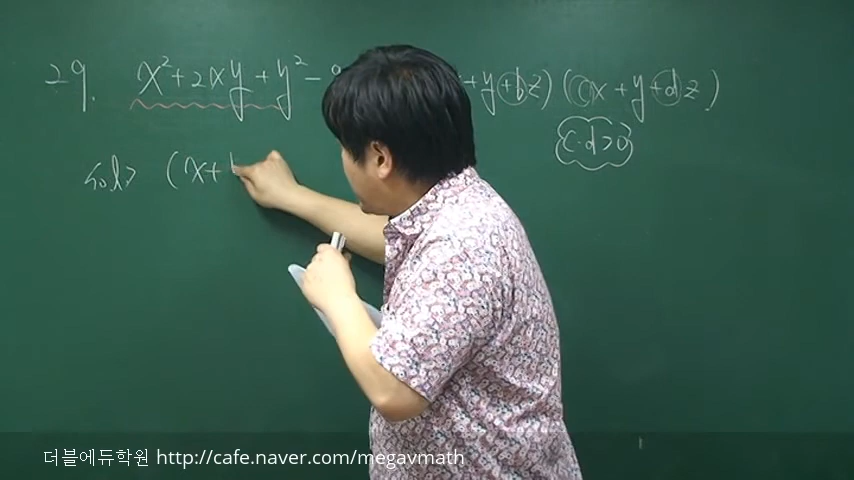 29. x²+2xy+y²- +y+bz)(cx+y+dz)
c·d>0
sol> (x+
더블에듀학원 http://cafe.naver.com/megavmath